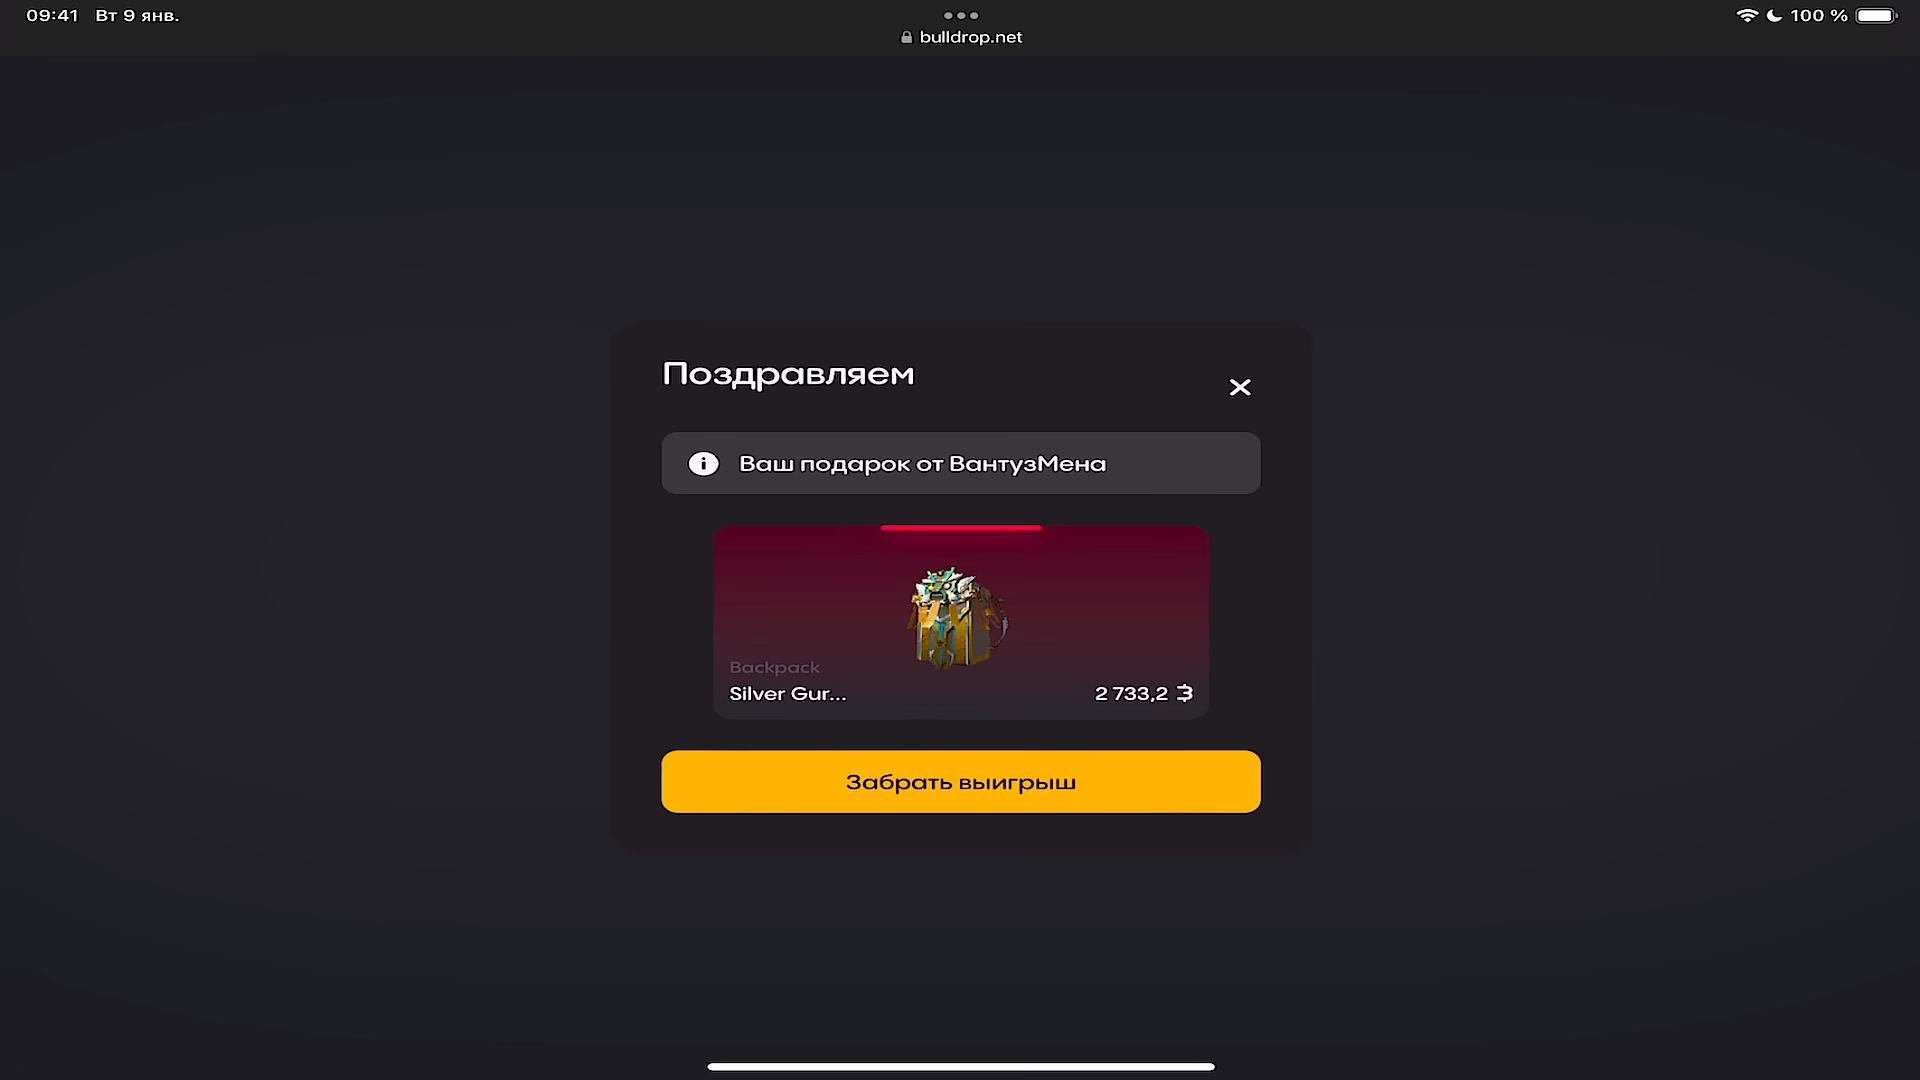 09:41 Вт 9 янв.
100 %
bulldrop.net
Поздравляем
Ваш подарок от ВантузМена
Backpack
Silver Gur...
2 733,2
Забрать выигрыш